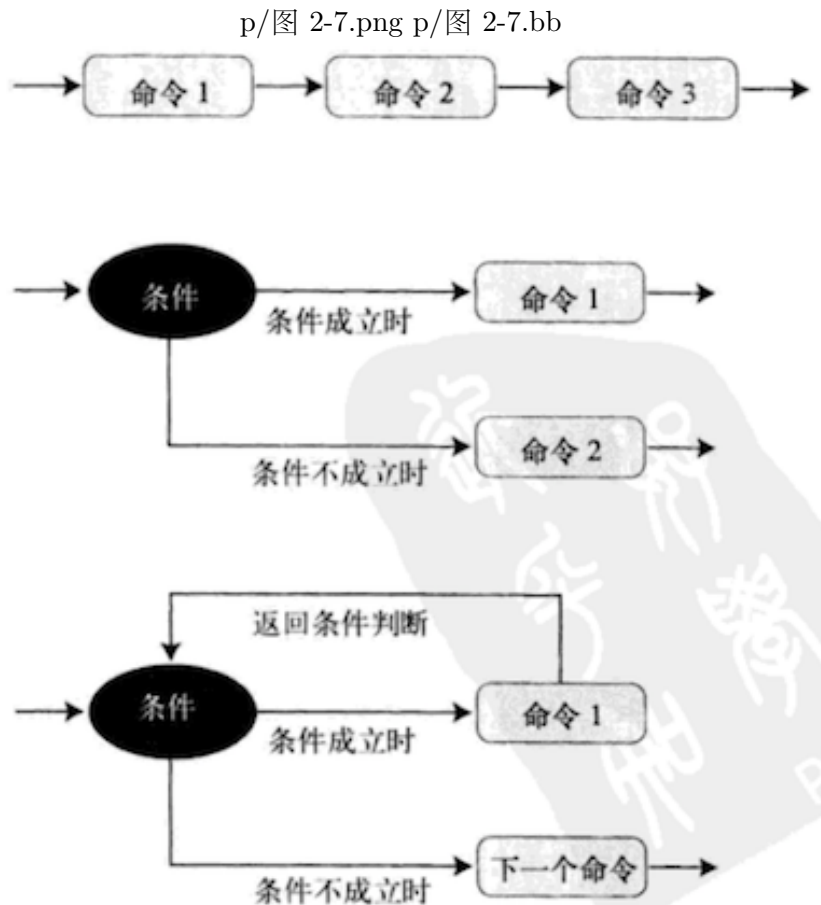 p/图 2-7.png p/图 2-7.bb
命令 1 命令 2 命令 3
条件 命令 1
条件成立时
命令 2
条件不成立时
返回条件判断
条件 命令 1
条件成立时
下一个命令
条件不成立时